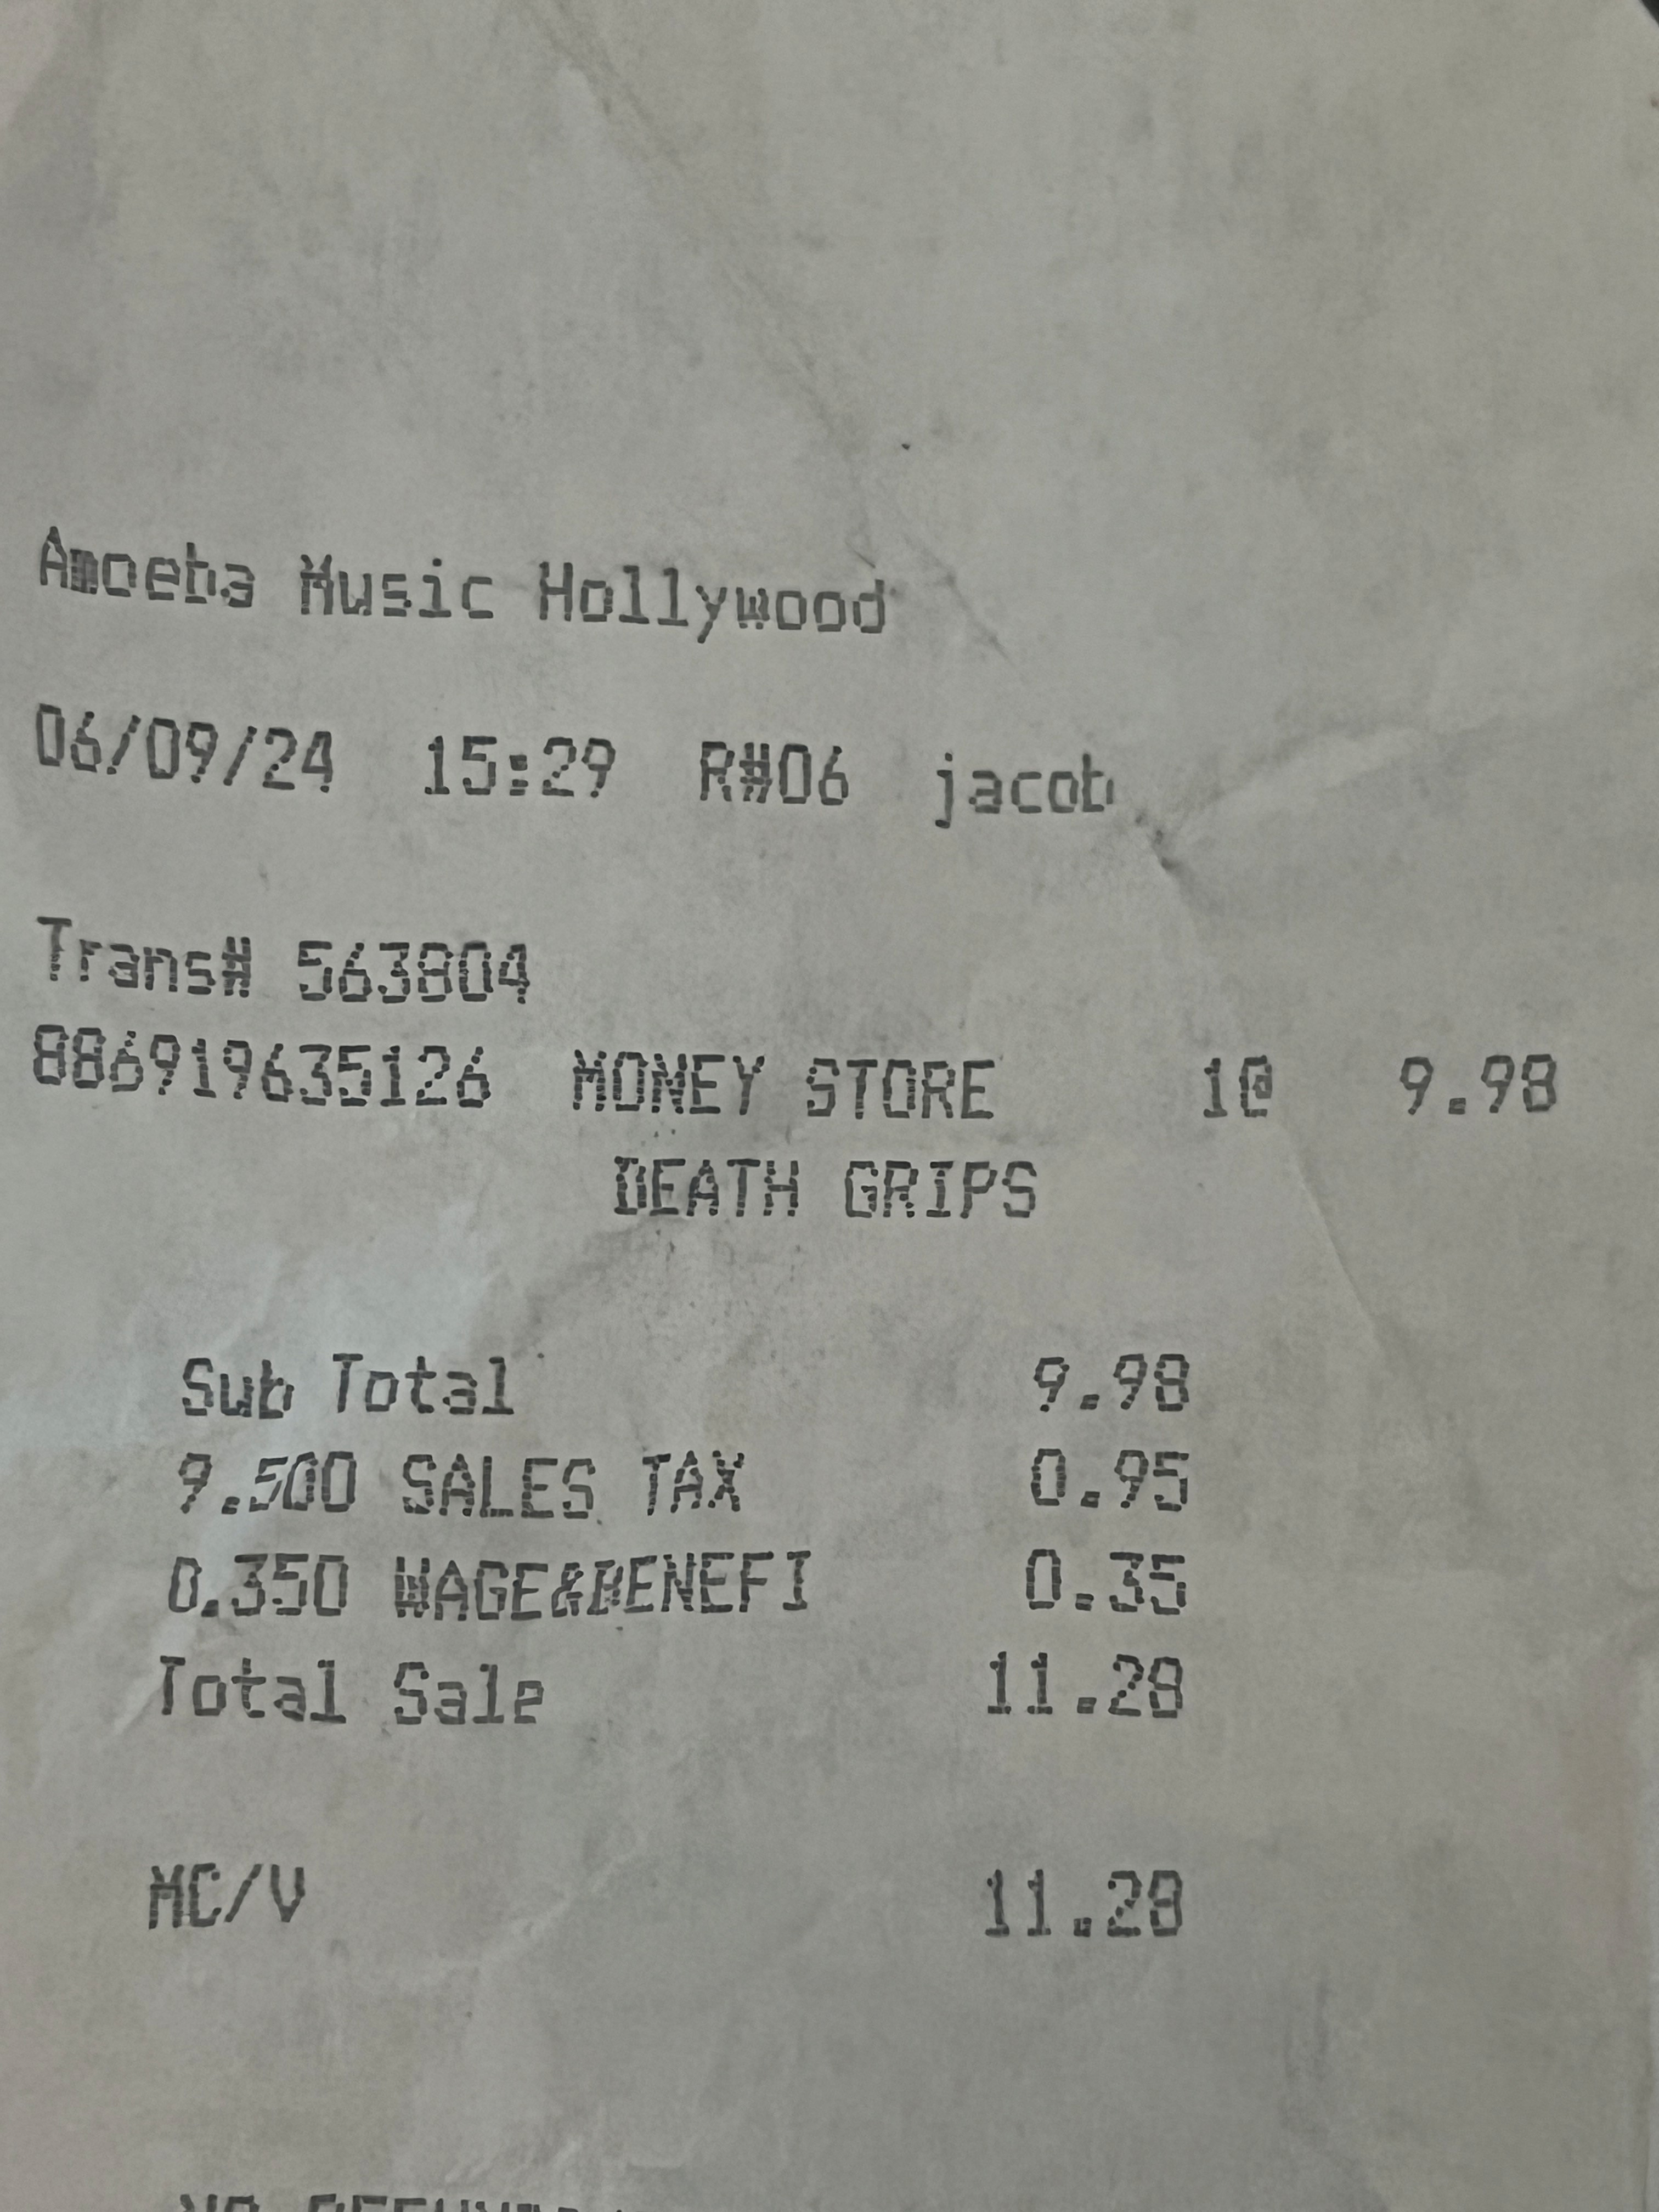 Amoeba Music Hollywood
06/09/24 15:29 R#06 jacob
Trans# 563804
886919635126 MONEY STORE 1@ 9.98
DEATH GRIPS
Sub Total 9.98
9.500 SALES TAX 0.95
0.350 WAGE&BENEFI 0.35
Total Sale 11.28
MC/V 11.28